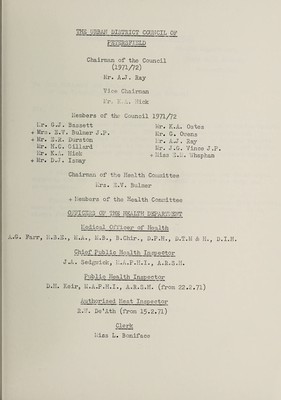 THE URBAN DISTRICT COUNCIL OF
PETERSFIELD
Chairman of the Council
(1971/72)
Mr. A.J. Ray
Vice Chairman
Mr. K.A. Hick
Members of the Council 1971/72
Mr. G.J. Bassett
+ Mrs. E.V. Bulmer J.P.
+ Mr. E.R. Durston
Mr. H.C. Gillard
Mr. K.A. Hick
+ Mr. D.J. Ismay
Mr. K.A. Oates
Mr. G. Owens
Mr. A.J. Ray
Mr. J.G. Vince J.P.
+ Miss E.M. Whupham
Chairman of the Health Committee
Mrs. E.V. Bulmer
+ Members of the Health Committee
OFFICERS OF THE HEALTH DEPARTMENT
Medical Officer of Health
A.G. Farr, M.B.E., M.A., M.B., B.Chir., D.P.H., D.T.M & H., D.I.H.
Chief Public Health Inspector
J.A. Sedgwick, M.A.P.H.I., A.R.S.H.
Public Health Inspector
D.H. Muir, M.A.P.H.I., A.R.S.H. (from 22.2.71)
Authorised Meat Inspector
R.W. De'Ath (from 15.2.71)
Clerk
Miss L. Boniface